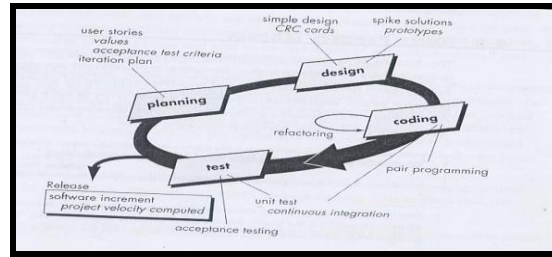 simple design
CRC cards
spike solutions
prototypes
user stories
values
acceptance test criteria
iteration plan
design
planning
coding
refactoring
test
pair programming
Release
software increment
project velocity computed
unit test
continuous integration
acceptance testing